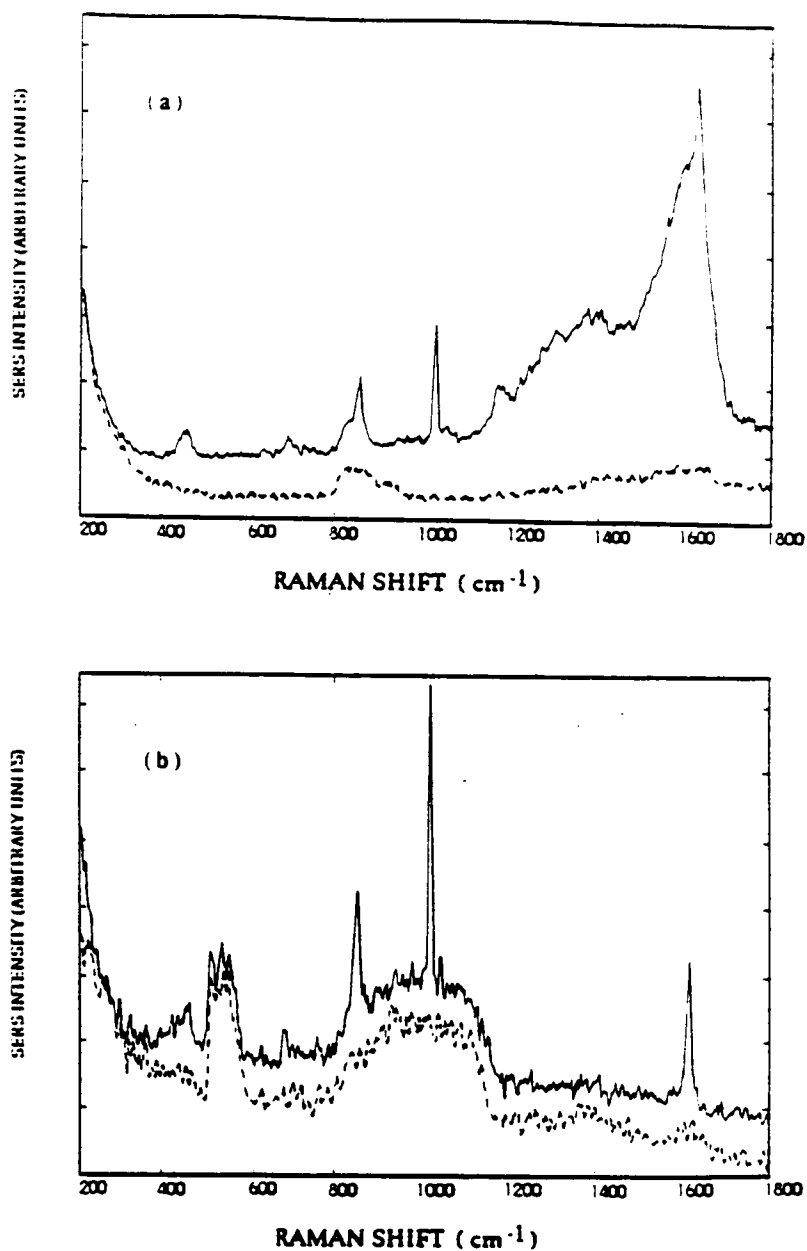 SERS INTENSITY (ARBITRARY UNITS)
(a)
200 400 600 800 1000 1200 1400 1600 1800
RAMAN SHIFT (cm-1)
SERS INTENSITY (ARBITRARY UNITS)
(b)
200 400 600 800 1000 1200 1400 1600 1800
RAMAN SHIFT (cm-1)